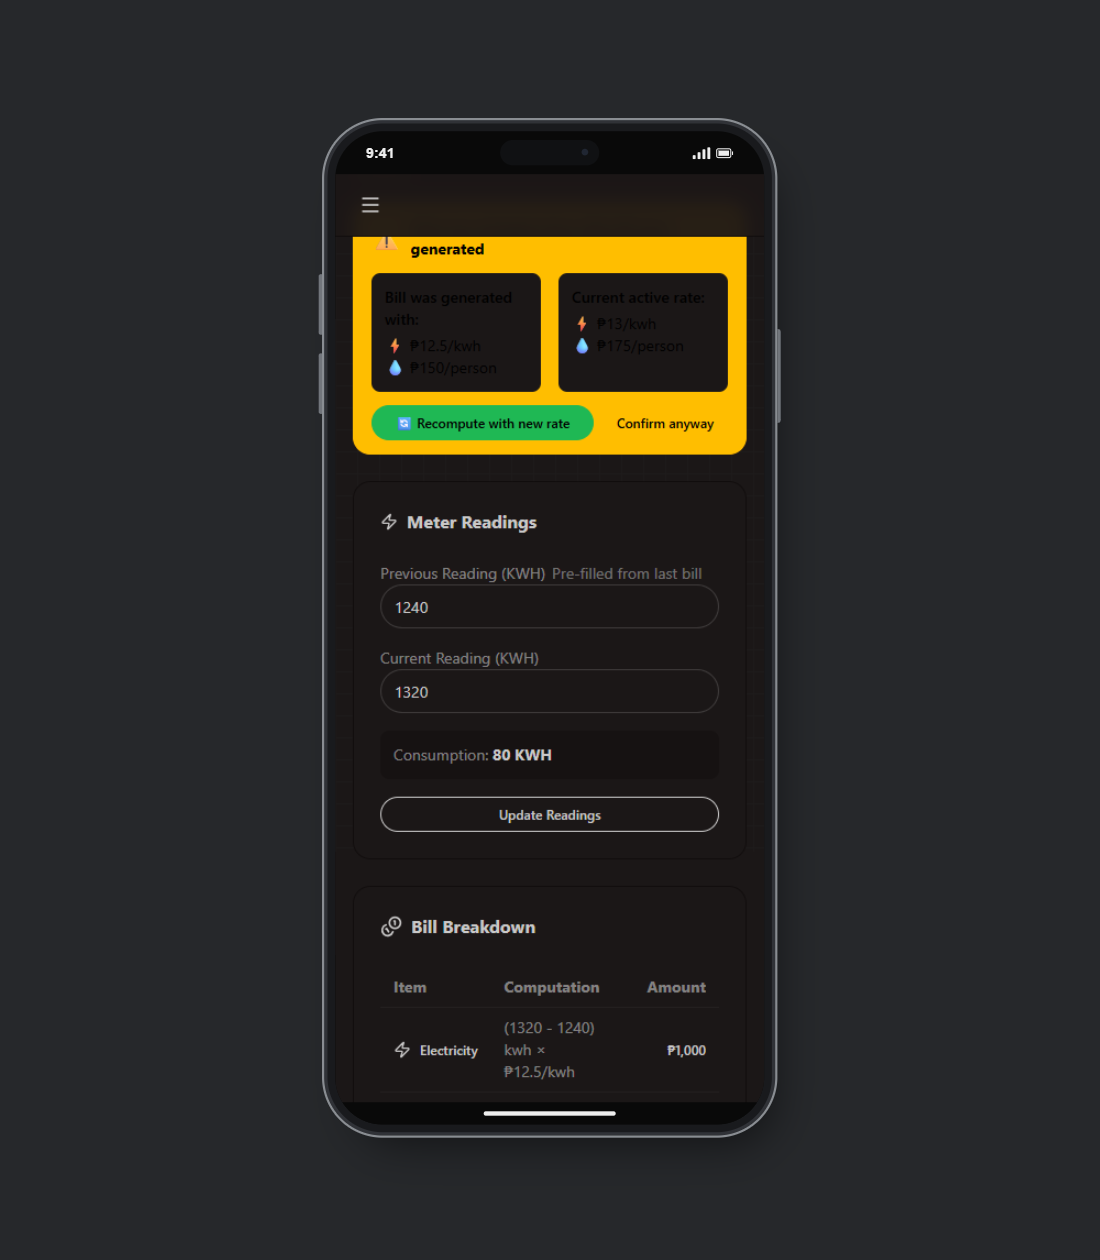 9:41
generated
Bill was generated
with:
₱12.5/kwh
₱150/person
Current active rate:
₱13/kwh
₱175/person
Recompute with new rate
Confirm anyway
Meter Readings
Previous Reading (KWH) Pre-filled from last bill
1240
Current Reading (KWH)
1320
Consumption: 80 KWH
Update Readings
Bill Breakdown
Item Computation Amount
Electricity
(1320 - 1240)
kwh ×
₱12.5/kwh
₱1,000